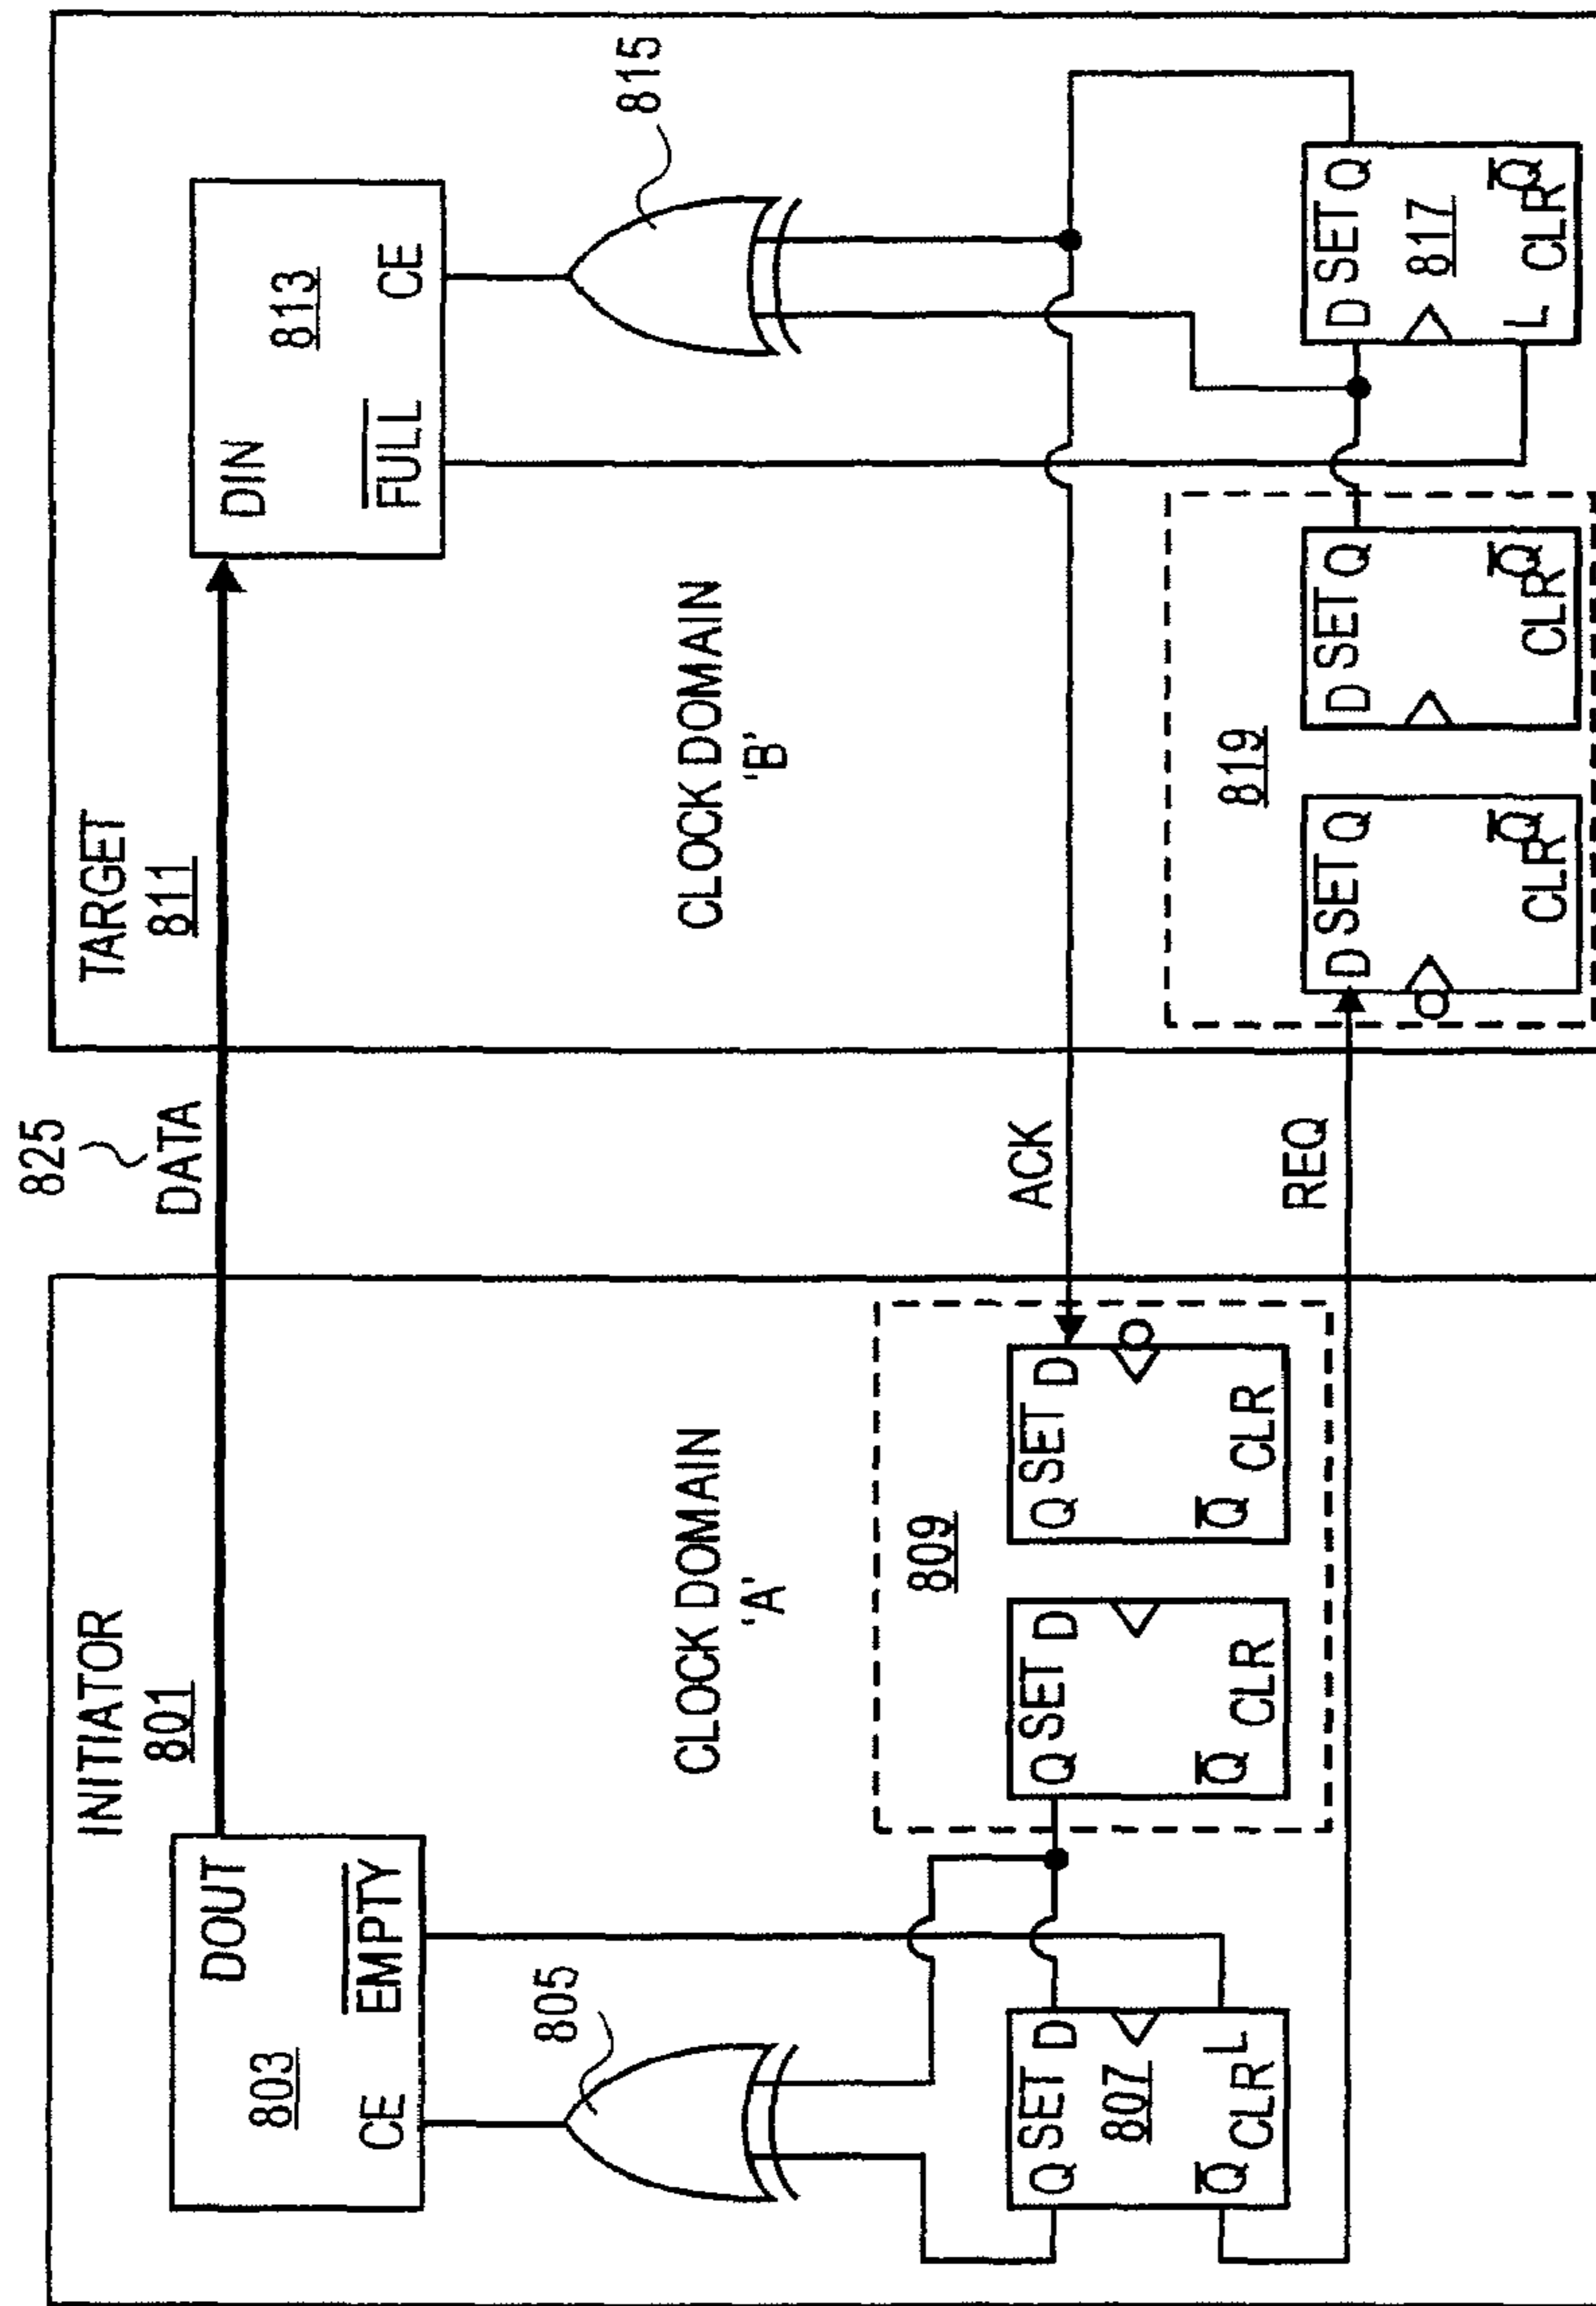 825
DATA
INITIATOR
801
DOUT
803
EMPTY
CE
805
CLOCK DOMAIN
'A'
809
Q SET D
807
L
Q CLR
Q SET D
Q CLR
Q SET D
Q CLR
ACK
REQ
TARGET
811
DIN
813
FULL
CE
815
CLOCK DOMAIN
'B'
819
D SET Q
CLR Q
D SET Q
CLR Q
D SET Q
817
L CLR Q